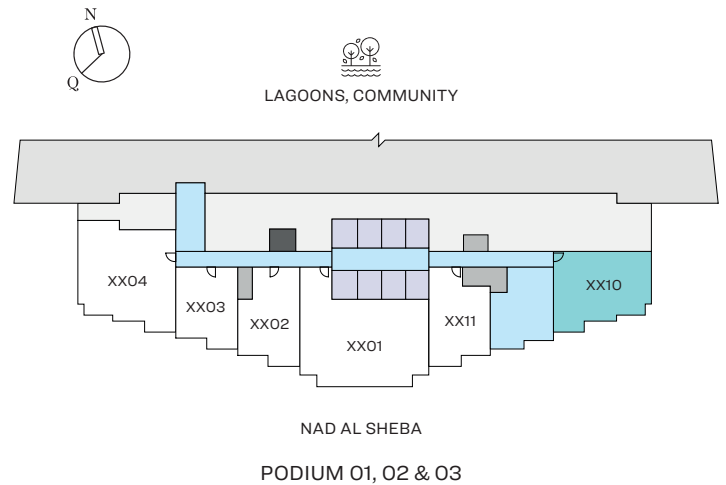 N
Q
LAGOONS, COMMUNITY
XX04
XX03
XX02
XX01
XX11
XX10
NAD AL SHEBA
PODIUM 01, 02 & 03